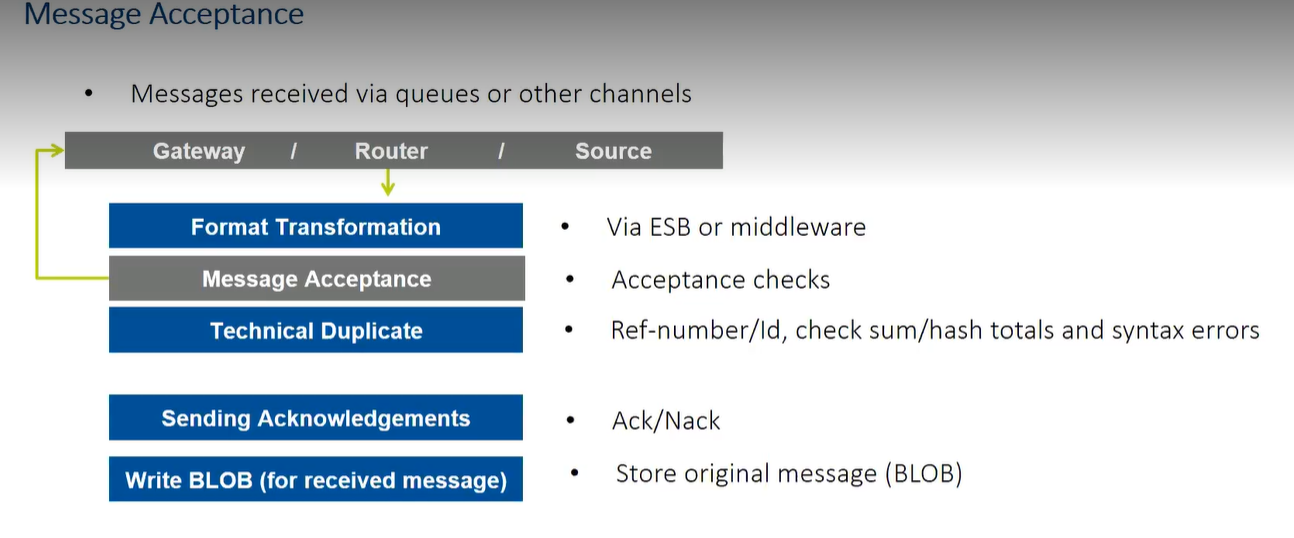 Message Acceptance
• Messages received via queues or other channels
Gateway / Router / Source
Format Transformation • Via ESB or middleware
Message Acceptance • Acceptance checks
Technical Duplicate • Ref-number/Id, check sum/hash totals and syntax errors
Sending Acknowledgements • Ack/Nack
Write BLOB (for received message) • Store original message (BLOB)